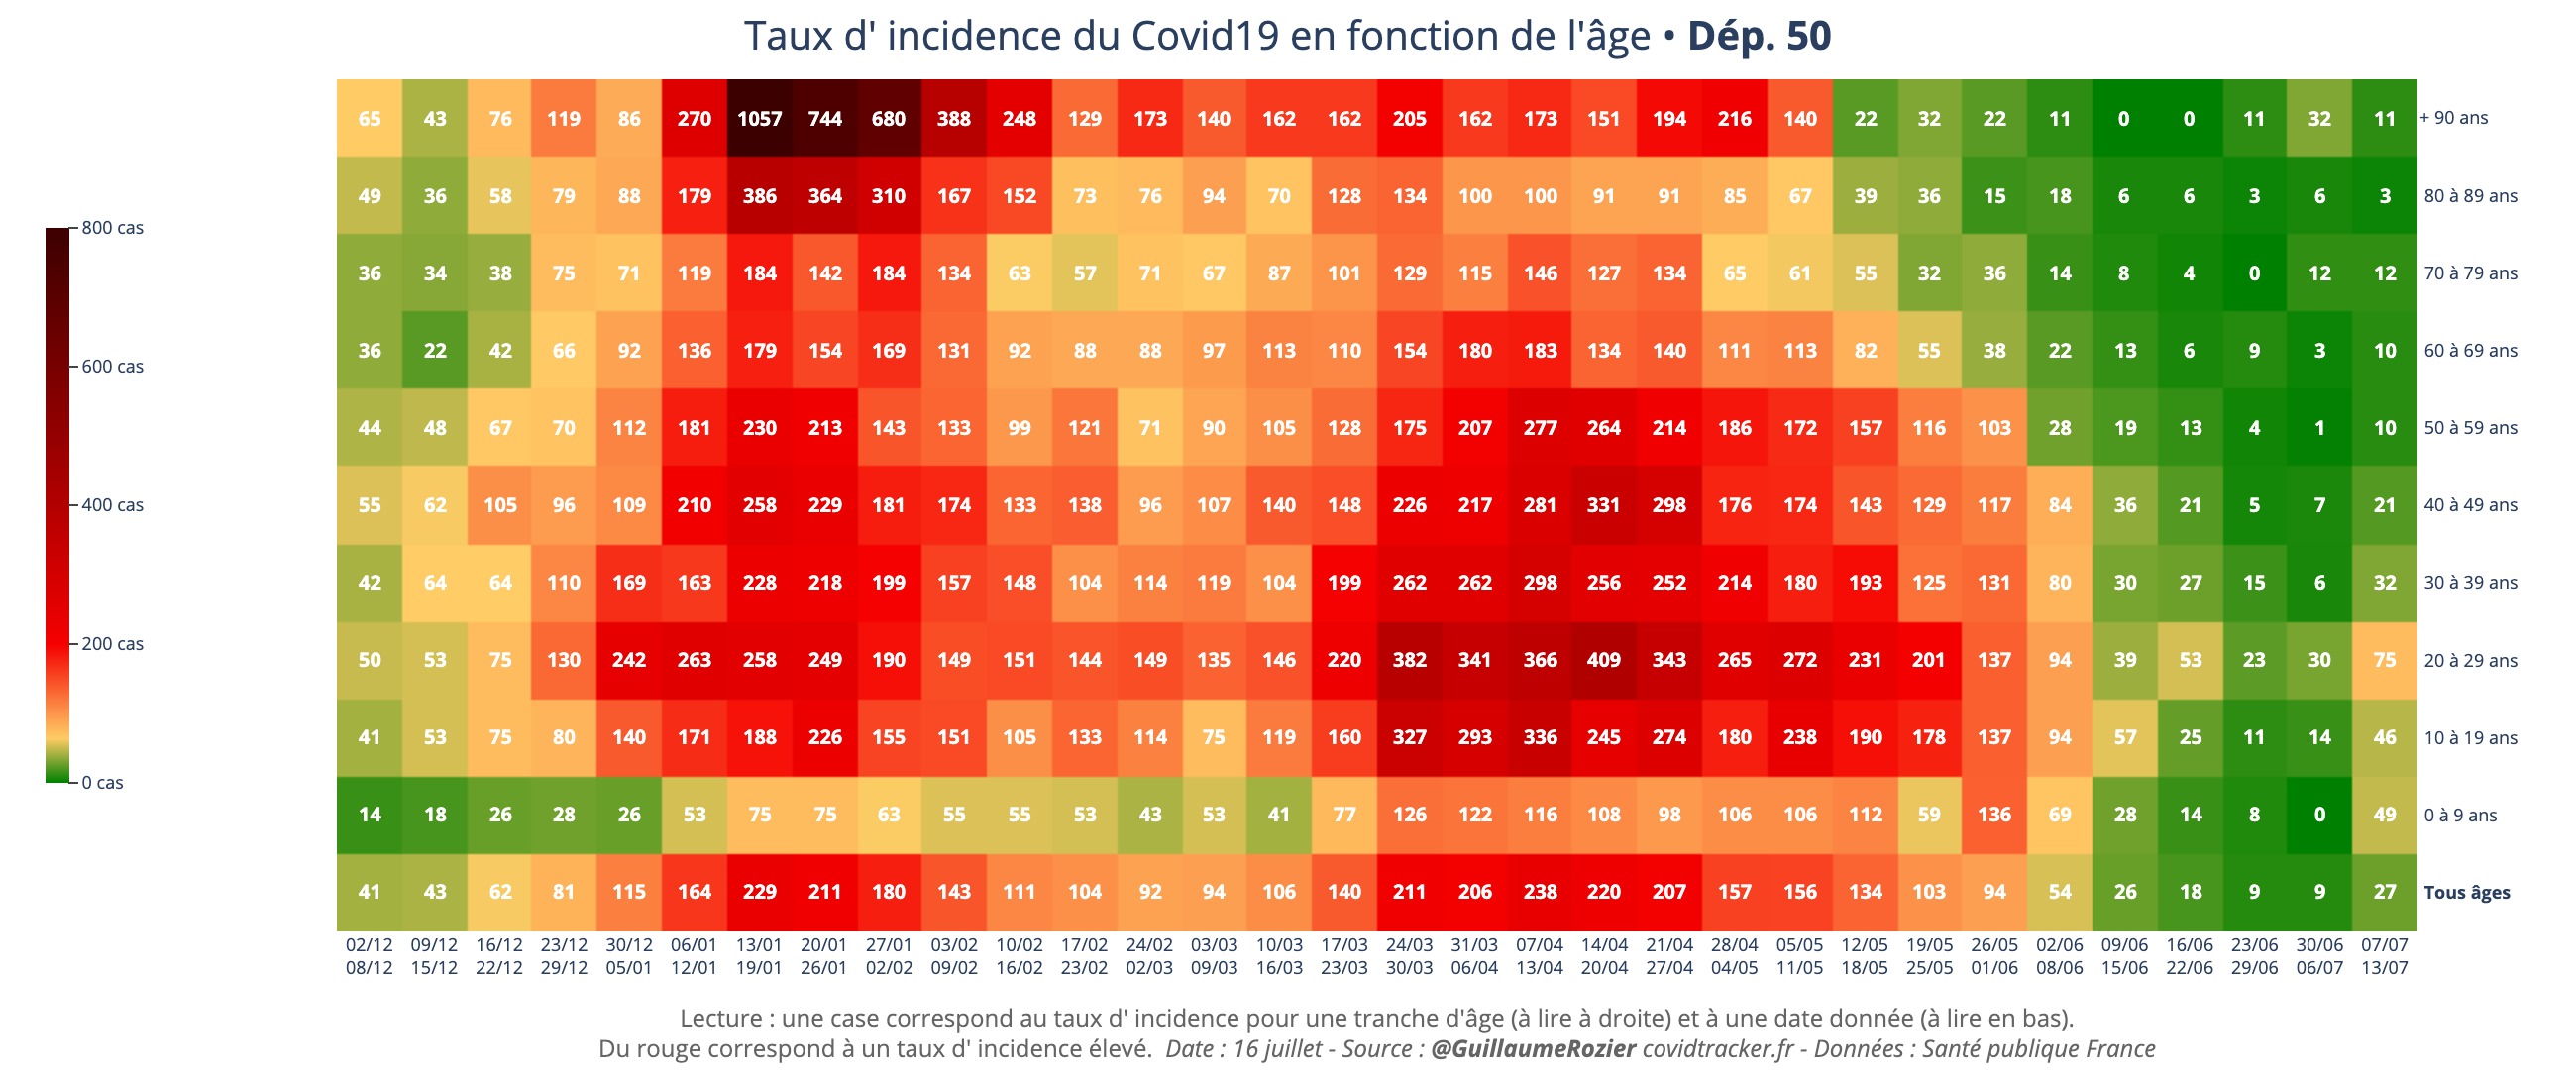 Taux d' incidence du Covid19 en fonction de l'âge • Dép. 50
800 cas
600 cas
400 cas
200 cas
0 cas
65 43 76 119 86 270 1057 744 680 388 248 129 173 140 162 162 205 162 173 151 194 216 140 22 32 22 11 0 0 11 32 11 + 90 ans
49 36 58 79 88 179 386 364 310 167 152 73 76 94 70 128 134 100 100 91 91 85 67 39 36 15 18 6 6 3 6 3 80 à 89 ans
36 34 38 75 71 119 184 142 184 134 63 57 71 67 87 101 129 115 146 127 134 65 61 55 32 36 14 8 4 0 12 12 70 à 79 ans
36 22 42 66 92 136 179 154 169 131 92 88 88 97 113 110 154 180 183 134 140 111 113 82 55 38 22 13 6 9 3 10 60 à 69 ans
44 48 67 70 112 181 230 213 143 133 99 121 71 90 105 128 175 207 277 264 214 186 172 157 116 103 28 19 13 4 1 10 50 à 59 ans
55 62 105 96 109 210 258 229 181 174 133 138 96 107 140 148 226 217 281 331 298 176 174 143 129 117 84 36 21 5 7 21 40 à 49 ans
42 64 64 110 169 163 228 218 199 157 148 104 114 119 104 199 262 262 298 256 252 214 180 193 125 131 80 30 27 15 6 32 30 à 39 ans
50 53 75 130 242 263 258 249 190 149 151 144 149 135 146 220 382 341 366 409 343 265 272 231 201 137 94 39 53 23 30 75 20 à 29 ans
41 53 75 80 140 171 188 226 155 151 105 133 114 75 119 160 327 293 336 245 274 180 238 190 178 137 94 57 25 11 14 46 10 à 19 ans
14 18 26 28 26 53 75 75 63 55 55 53 43 53 41 77 126 122 116 108 98 106 106 112 59 136 69 28 14 8 0 49 0 à 9 ans
41 43 62 81 115 164 229 211 180 143 111 104 92 94 106 140 211 206 238 220 207 157 156 134 103 94 54 26 18 9 9 27 Tous âges
02/12 09/12 16/12 23/12 30/12 06/01 13/01 20/01 27/01 03/02 10/02 17/02 24/02 03/03 10/03 17/03 24/03 31/03 07/04 14/04 21/04 28/04 05/05 12/05 19/05 26/05 02/06 09/06 16/06 23/06 30/06 07/07
08/12 15/12 22/12 29/12 05/01 12/01 19/01 26/01 02/02 09/02 16/02 23/02 02/03 09/03 16/03 23/03 30/03 06/04 13/04 20/04 27/04 04/05 11/05 18/05 25/05 01/06 08/06 15/06 22/06 29/06 06/07 13/07
Lecture : une case correspond au taux d' incidence pour une tranche d'âge (à lire à droite) et à une date donnée (à lire en bas).
Du rouge correspond à un taux d' incidence élevé. Date : 16 juillet - Source : @GuillaumeRozier covidtracker.fr - Données : Santé publique France